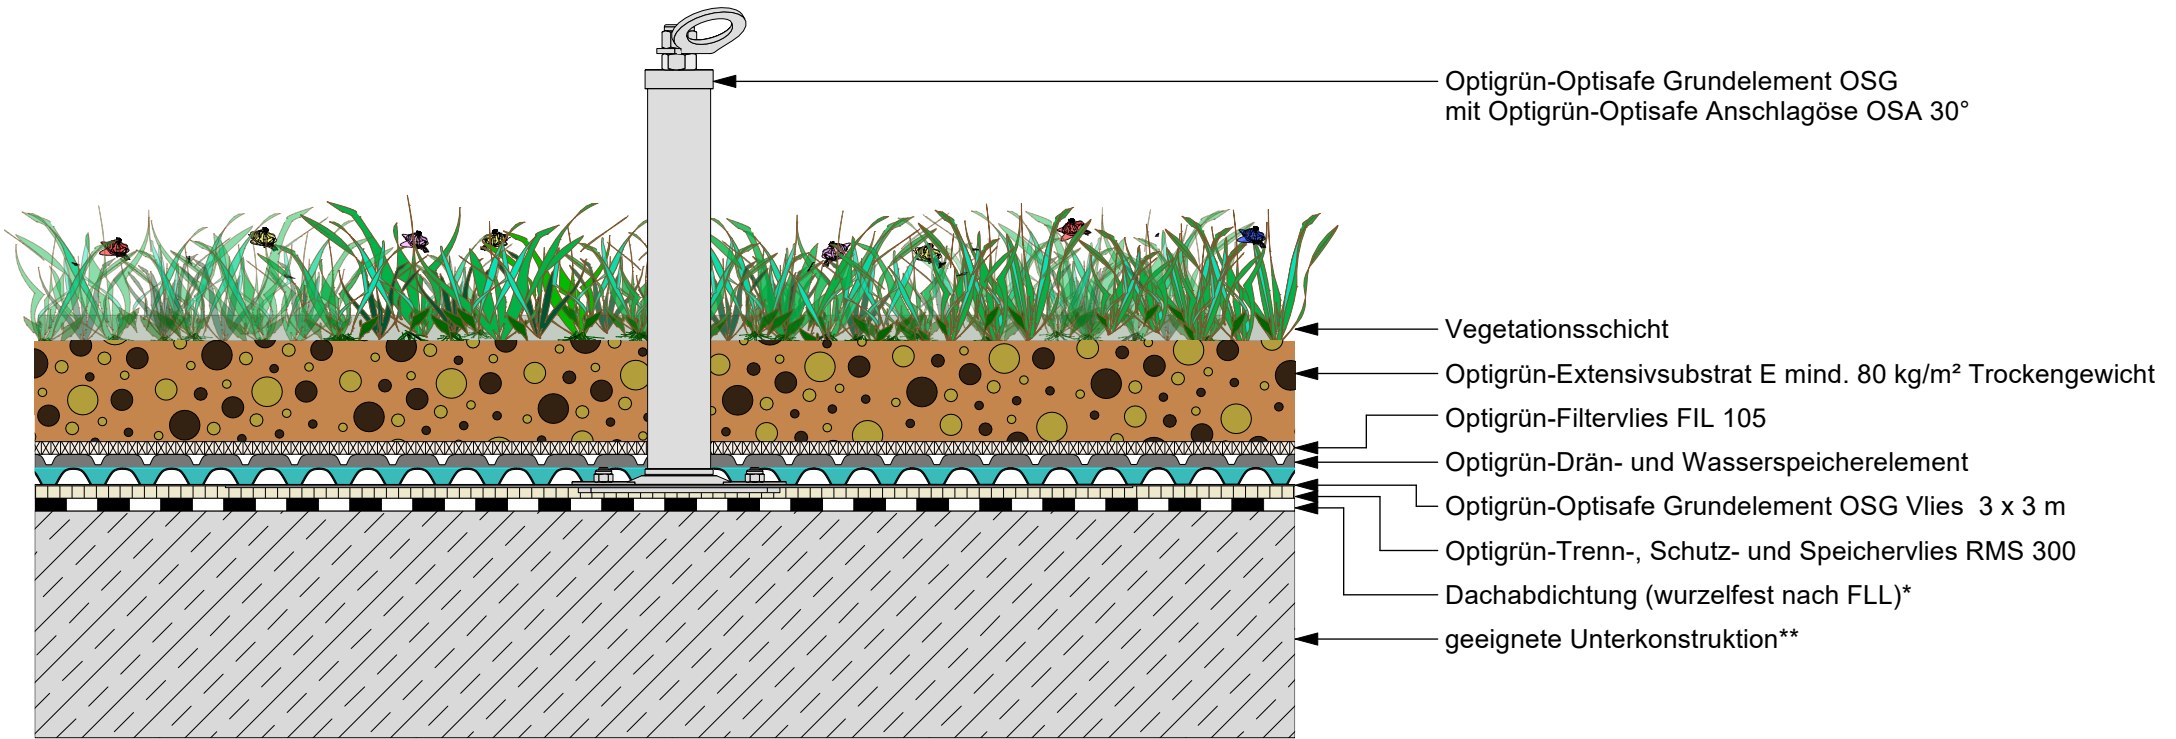 Optigrün-Optisafe Grundelement OSG
mit Optigrün-Optisafe Anschlagöse OSA 30°
Vegetationsschicht
Optigrün-Extensivsubstrat E mind. 80 kg/m² Trockengewicht
Optigrün-Filtervlies FIL 105
Optigrün-Drän- und Wasserspeicherelement
Optigrün-Optisafe Grundelement OSG Vlies  3 x 3 m
Optigrün-Trenn-, Schutz- und Speichervlies RMS 300
Dachabdichtung (wurzelfest nach FLL)*
geeignete Unterkonstruktion**